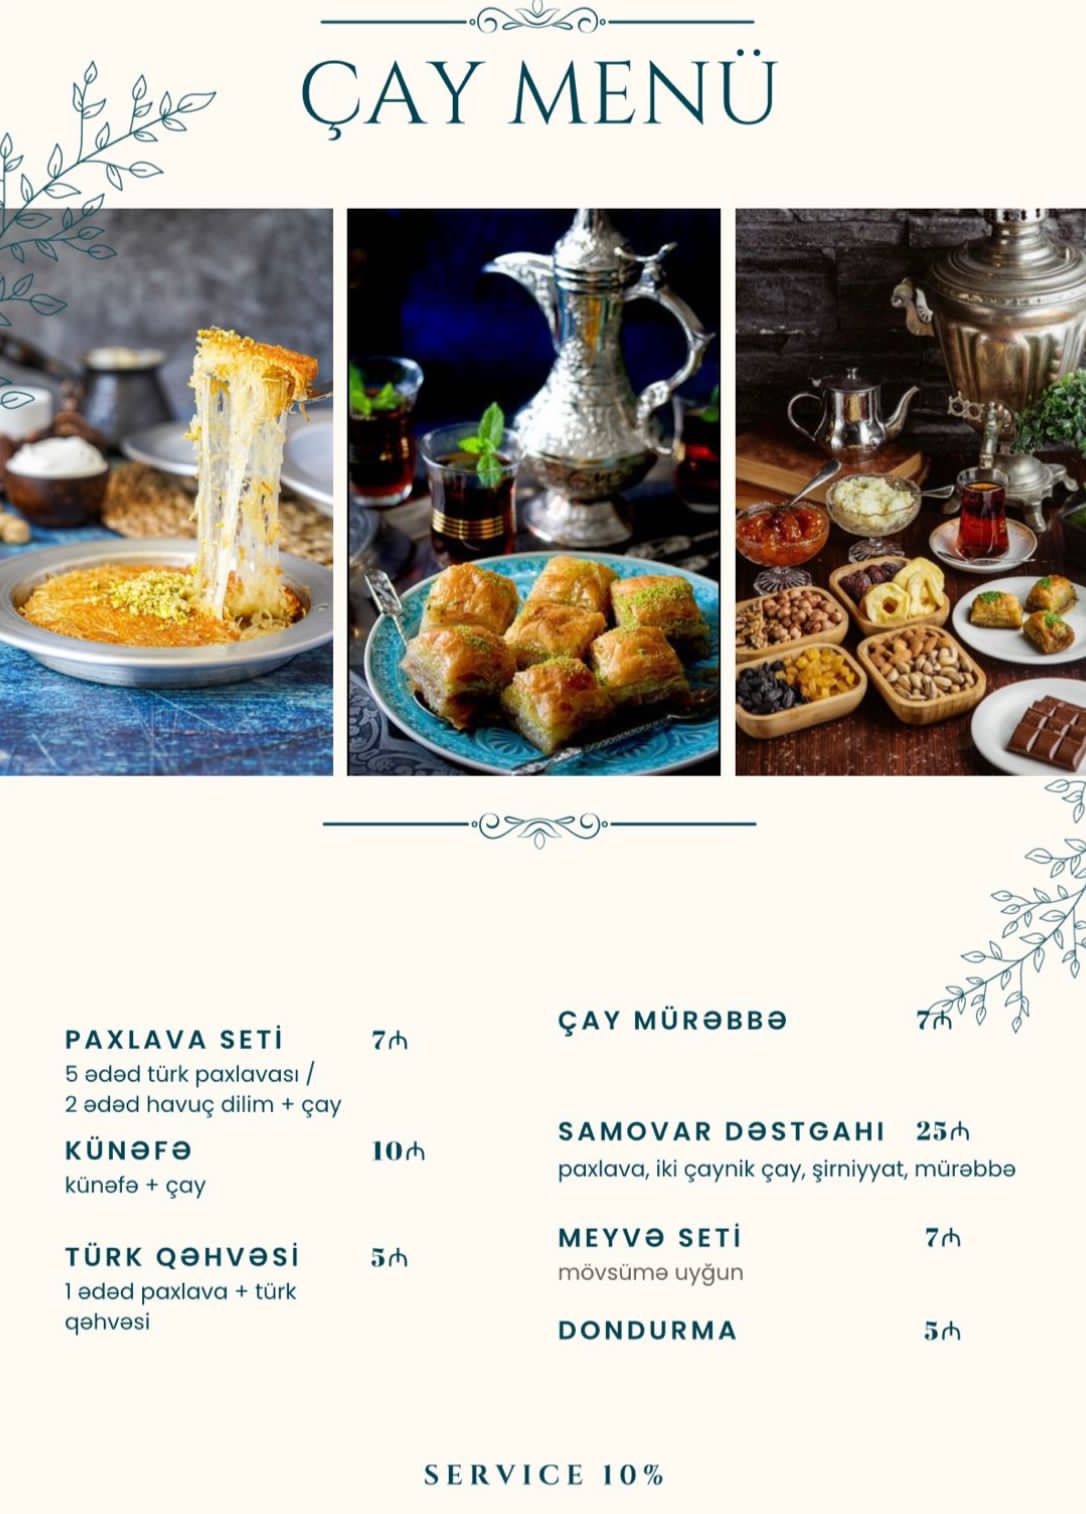 ÇAY MENÜ
PAXLAVA SETİ 7₼
5 ədəd türk paxlavası /
2 ədəd havuç dilim + çay
KÜNƏFƏ 10₼
künəfə + çay
TÜRK QƏHVƏSİ 5₼
1 ədəd paxlava + türk
qəhvəsi
ÇAY MÜRƏBBƏ 7₼
SAMOVAR DƏSTGAHI 25₼
paxlava, iki çaynik çay, şirniyyat, mürəbbə
MEYVƏ SETİ 7₼
mövsümə uyğun
DONDURMA 5₼
SERVICE 10%